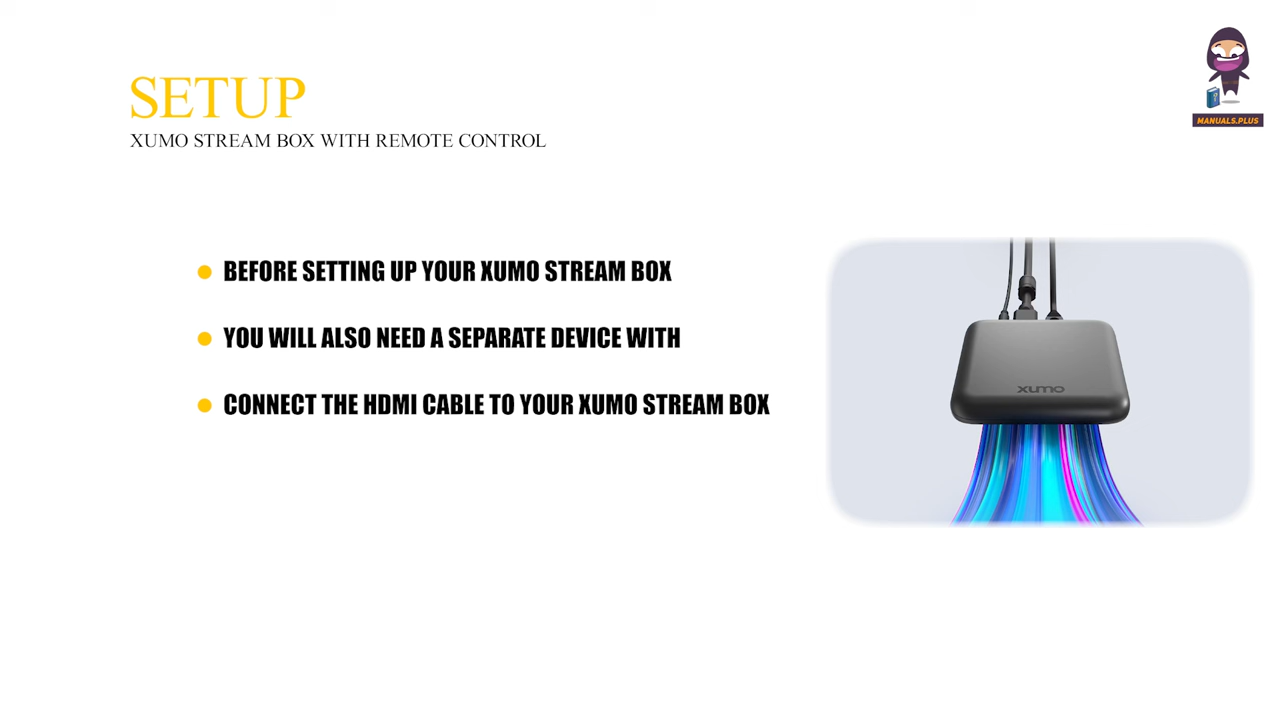 SETUP
XUMO STREAM BOX WITH REMOTE CONTROL
MANUALS.PLUS
BEFORE SETTING UP YOUR XUMO STREAM BOX
YOU WILL ALSO NEED A SEPARATE DEVICE WITH
CONNECT THE HDMI CABLE TO YOUR XUMO STREAM BOX
xumo